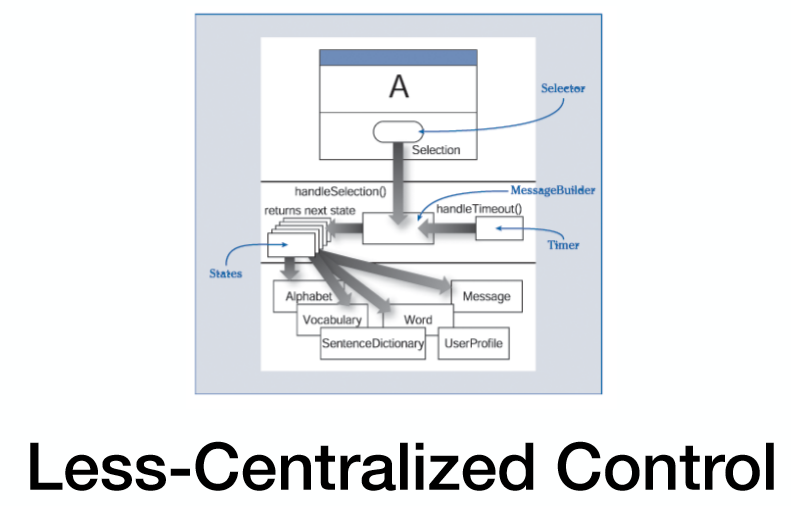 A
Selector
Selection
handleSelection()
MessageBuilder
returns next state
handleTimeout()
Timer
States
Alphabet
Message
Vocabulary
Word
SentenceDictionary
UserProfile
Less-Centralized Control